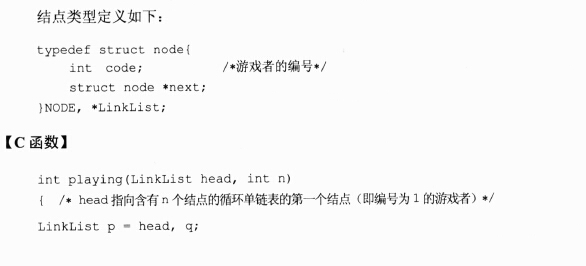 结点类型定义如下：
typedef struct node{
int code; /*游戏者的编号*/
struct node *next;
}NODE, *LinkList;
【C 函数】
int playing(LinkList head, int n)
{ /* head 指向含有 n 个结点的循环单链表的第一个结点（即编号为 1 的游戏者）*/
LinkList p = head, q;